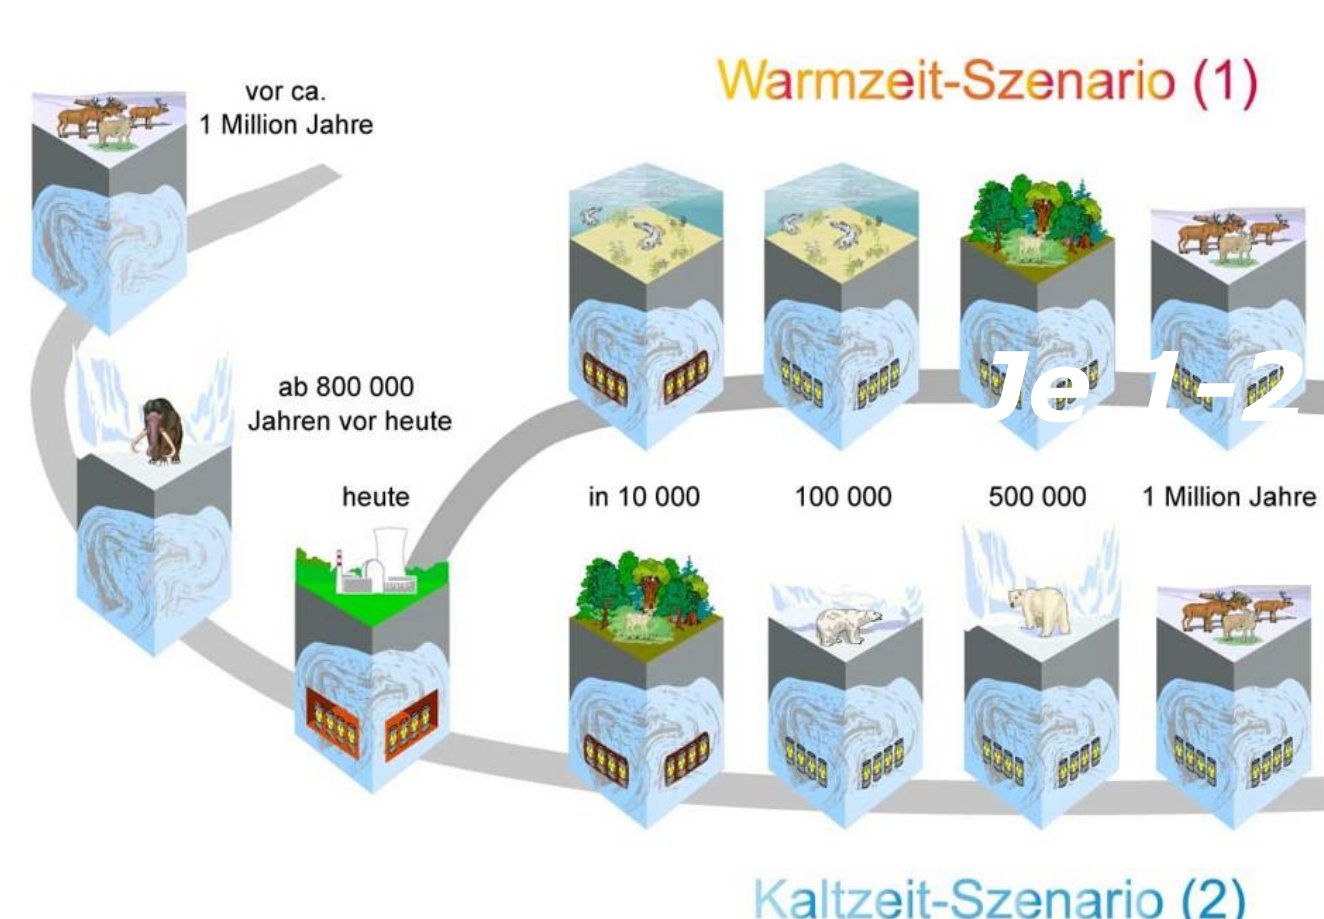 Warmzeit-Szenario (1)
vor ca.
1 Million Jahre
ab 800 000
Jahren vor heute
Je 1-2
heute
in 10 000
100 000
500 000
1 Million Jahre
Kaltzeit-Szenario (2)